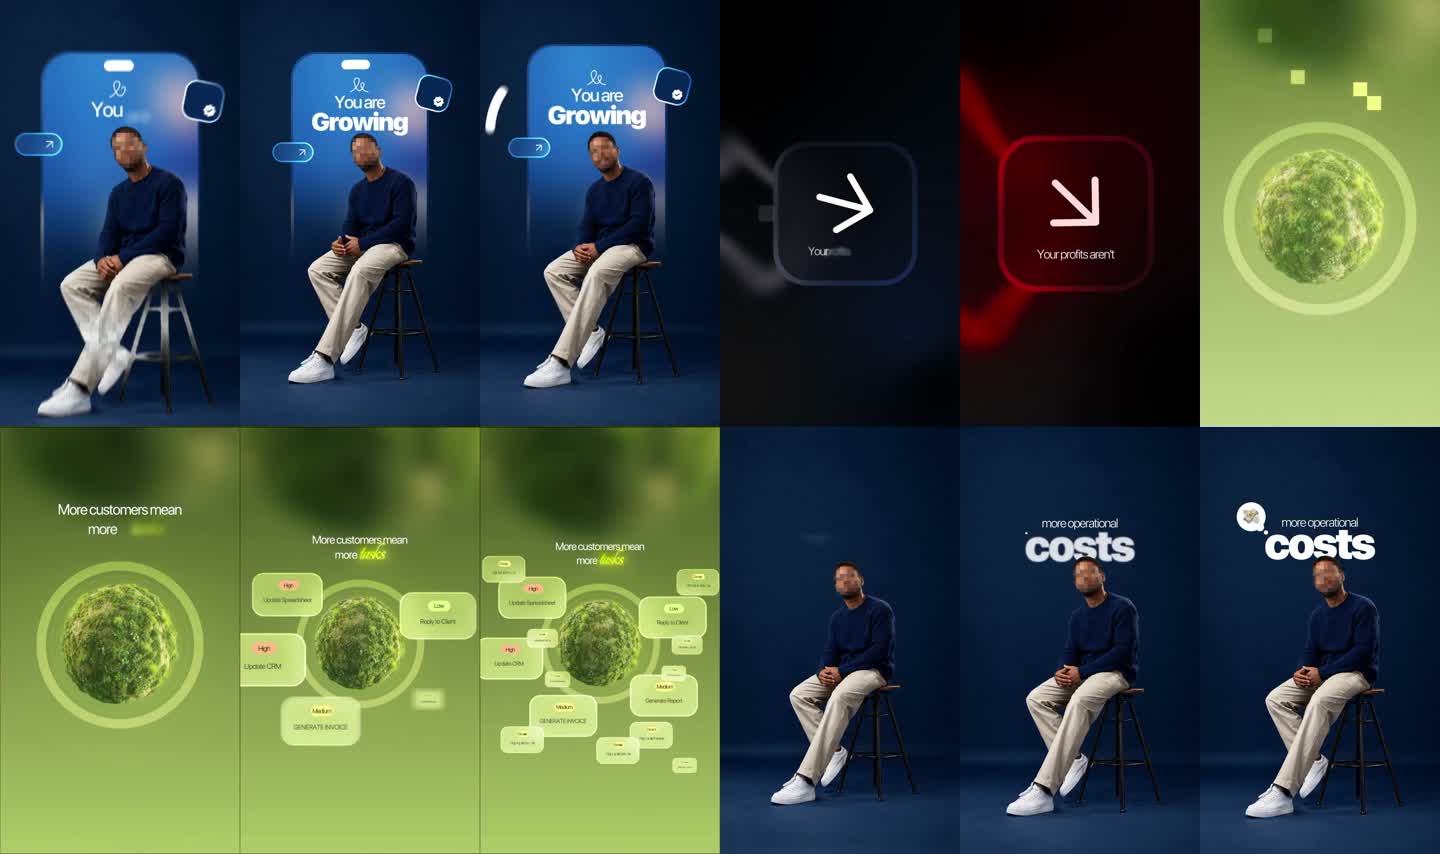 You
You are
Growing
You are
Growing
Your
Your profits aren't
More customers mean
more
More customers mean
more tasks
High
Update Spreadsheet
Low
Reply to Client
High
Update CRM
Medium
GENERATE INVOICE
More customers mean
more tasks
High
Update Spreadsheet
Low
Reply to Client
High
Update CRM
Medium
Generate Report
Medium
GENERATE INVOICE
more operational
costs
more operational
costs